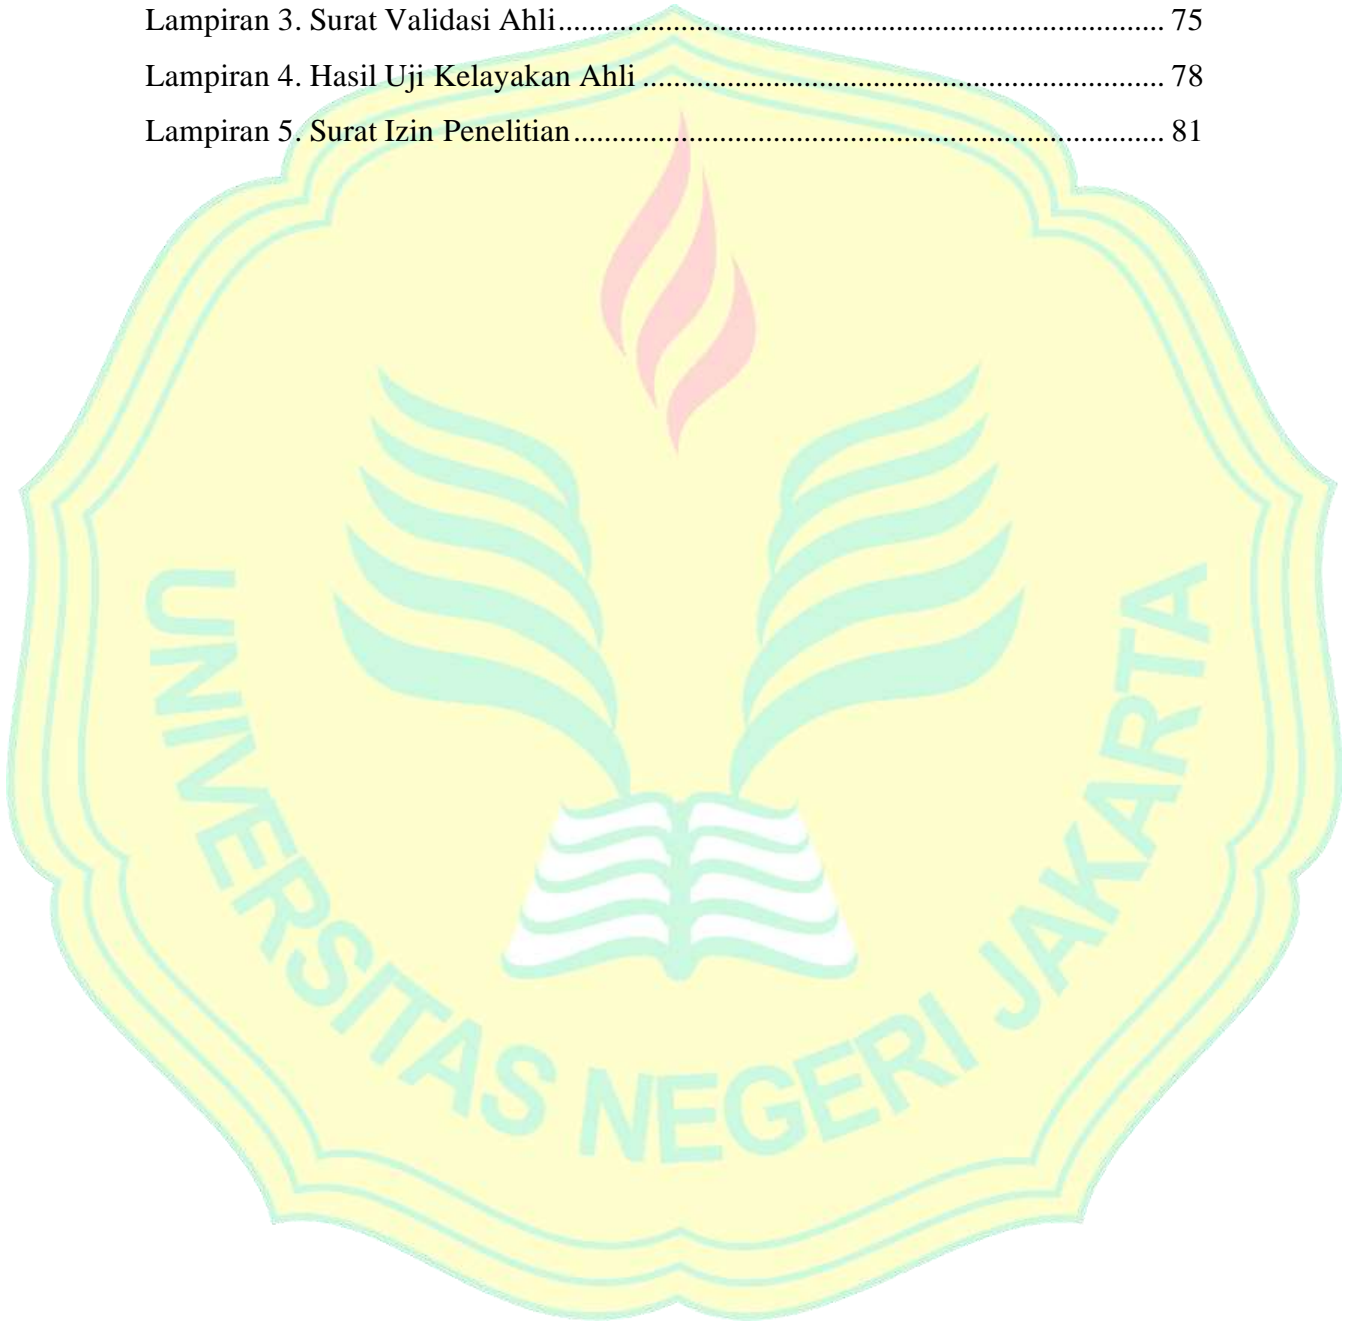 Lampiran 3. Surat Validasi Ahli............................................................................ 75
Lampiran 4. Hasil Uji Kelayakan Ahli .................................................................. 78
Lampiran 5. Surat Izin Penelitian.......................................................................... 81
UNIVERSITAS NEGERI JAKARTA